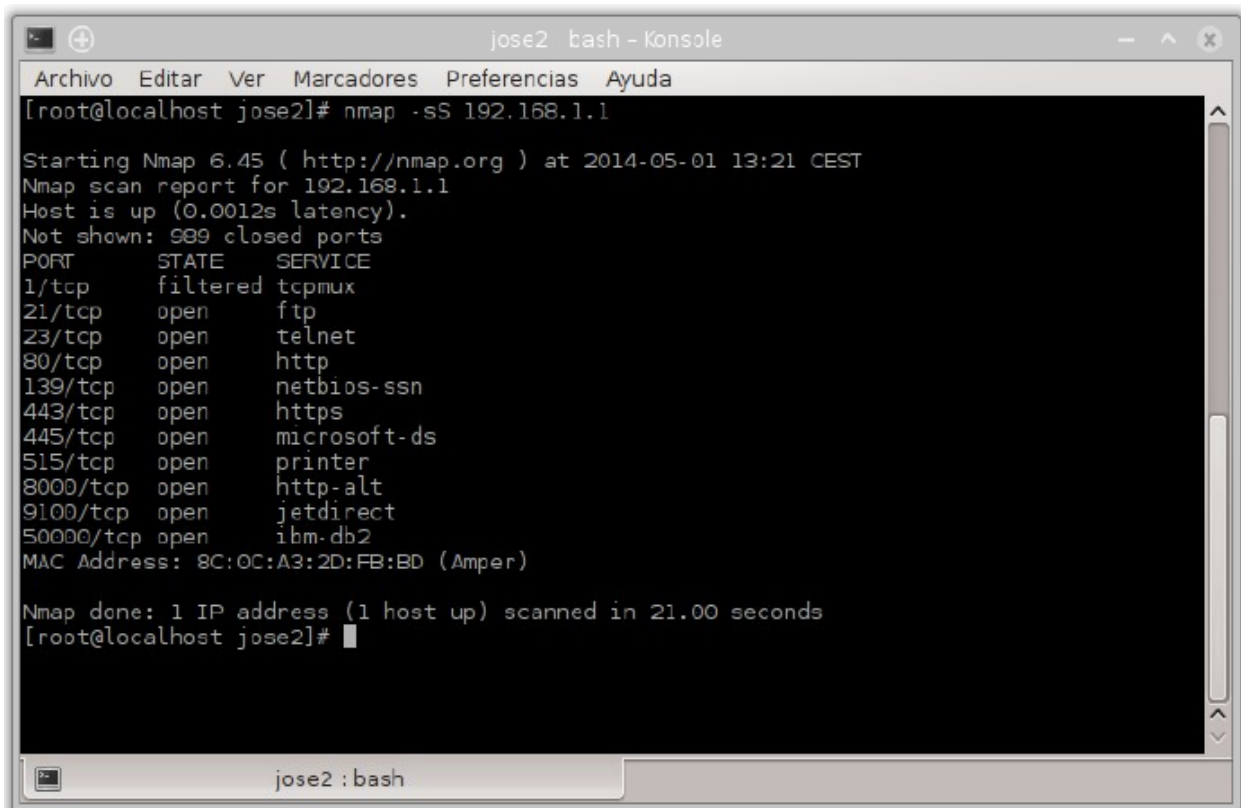 jose2 : bash – Konsole
Archivo Editar Ver Marcadores Preferencias Ayuda
[root@localhost jose2]# nmap -sS 192.168.1.1
Starting Nmap 6.45 ( http://nmap.org ) at 2014-05-01 13:21 CEST
Nmap scan report for 192.168.1.1
Host is up (0.0012s latency).
Not shown: 989 closed ports
PORT STATE SERVICE
1/tcp filtered tcpmux
21/tcp open ftp
23/tcp open telnet
80/tcp open http
139/tcp open netbios-ssn
443/tcp open https
445/tcp open microsoft-ds
515/tcp open printer
8000/tcp open http-alt
9100/tcp open jetdirect
50000/tcp open ibm-db2
MAC Address: 8C:0C:A3:2D:FB:BD (Amper)
Nmap done: 1 IP address (1 host up) scanned in 21.00 seconds
[root@localhost jose2]#
jose2 : bash